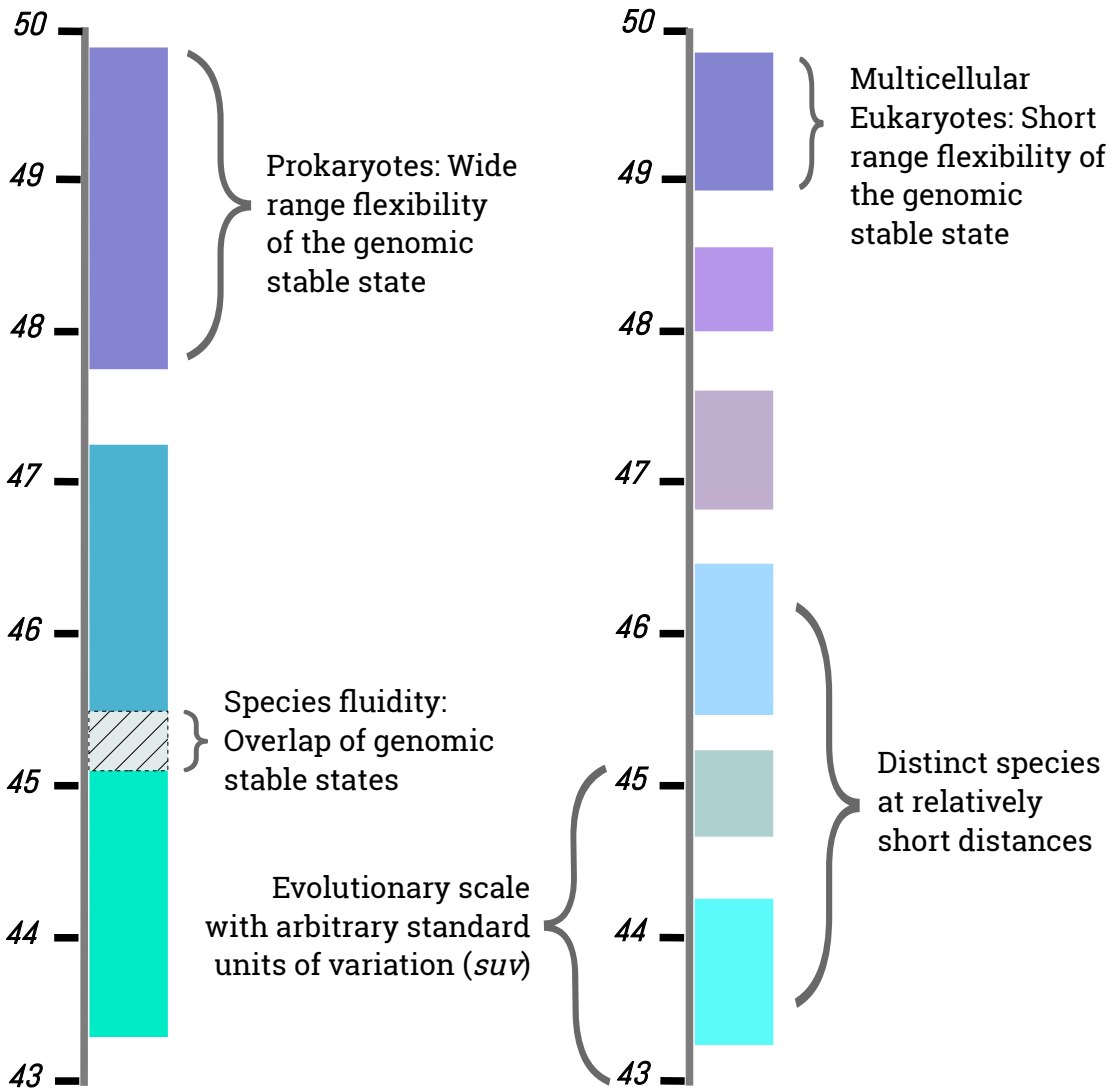 50
49
48
47
46
45
44
43
Prokaryotes: Wide
range flexibility
of the genomic
stable state
Species fluidity:
Overlap of genomic
stable states
Evolutionary scale
with arbitrary standard
units of variation (suv)
50
49
48
47
46
45
44
43
Multicellular
Eukaryotes: Short
range flexibility of
the genomic
stable state
Distinct species
at relatively
short distances